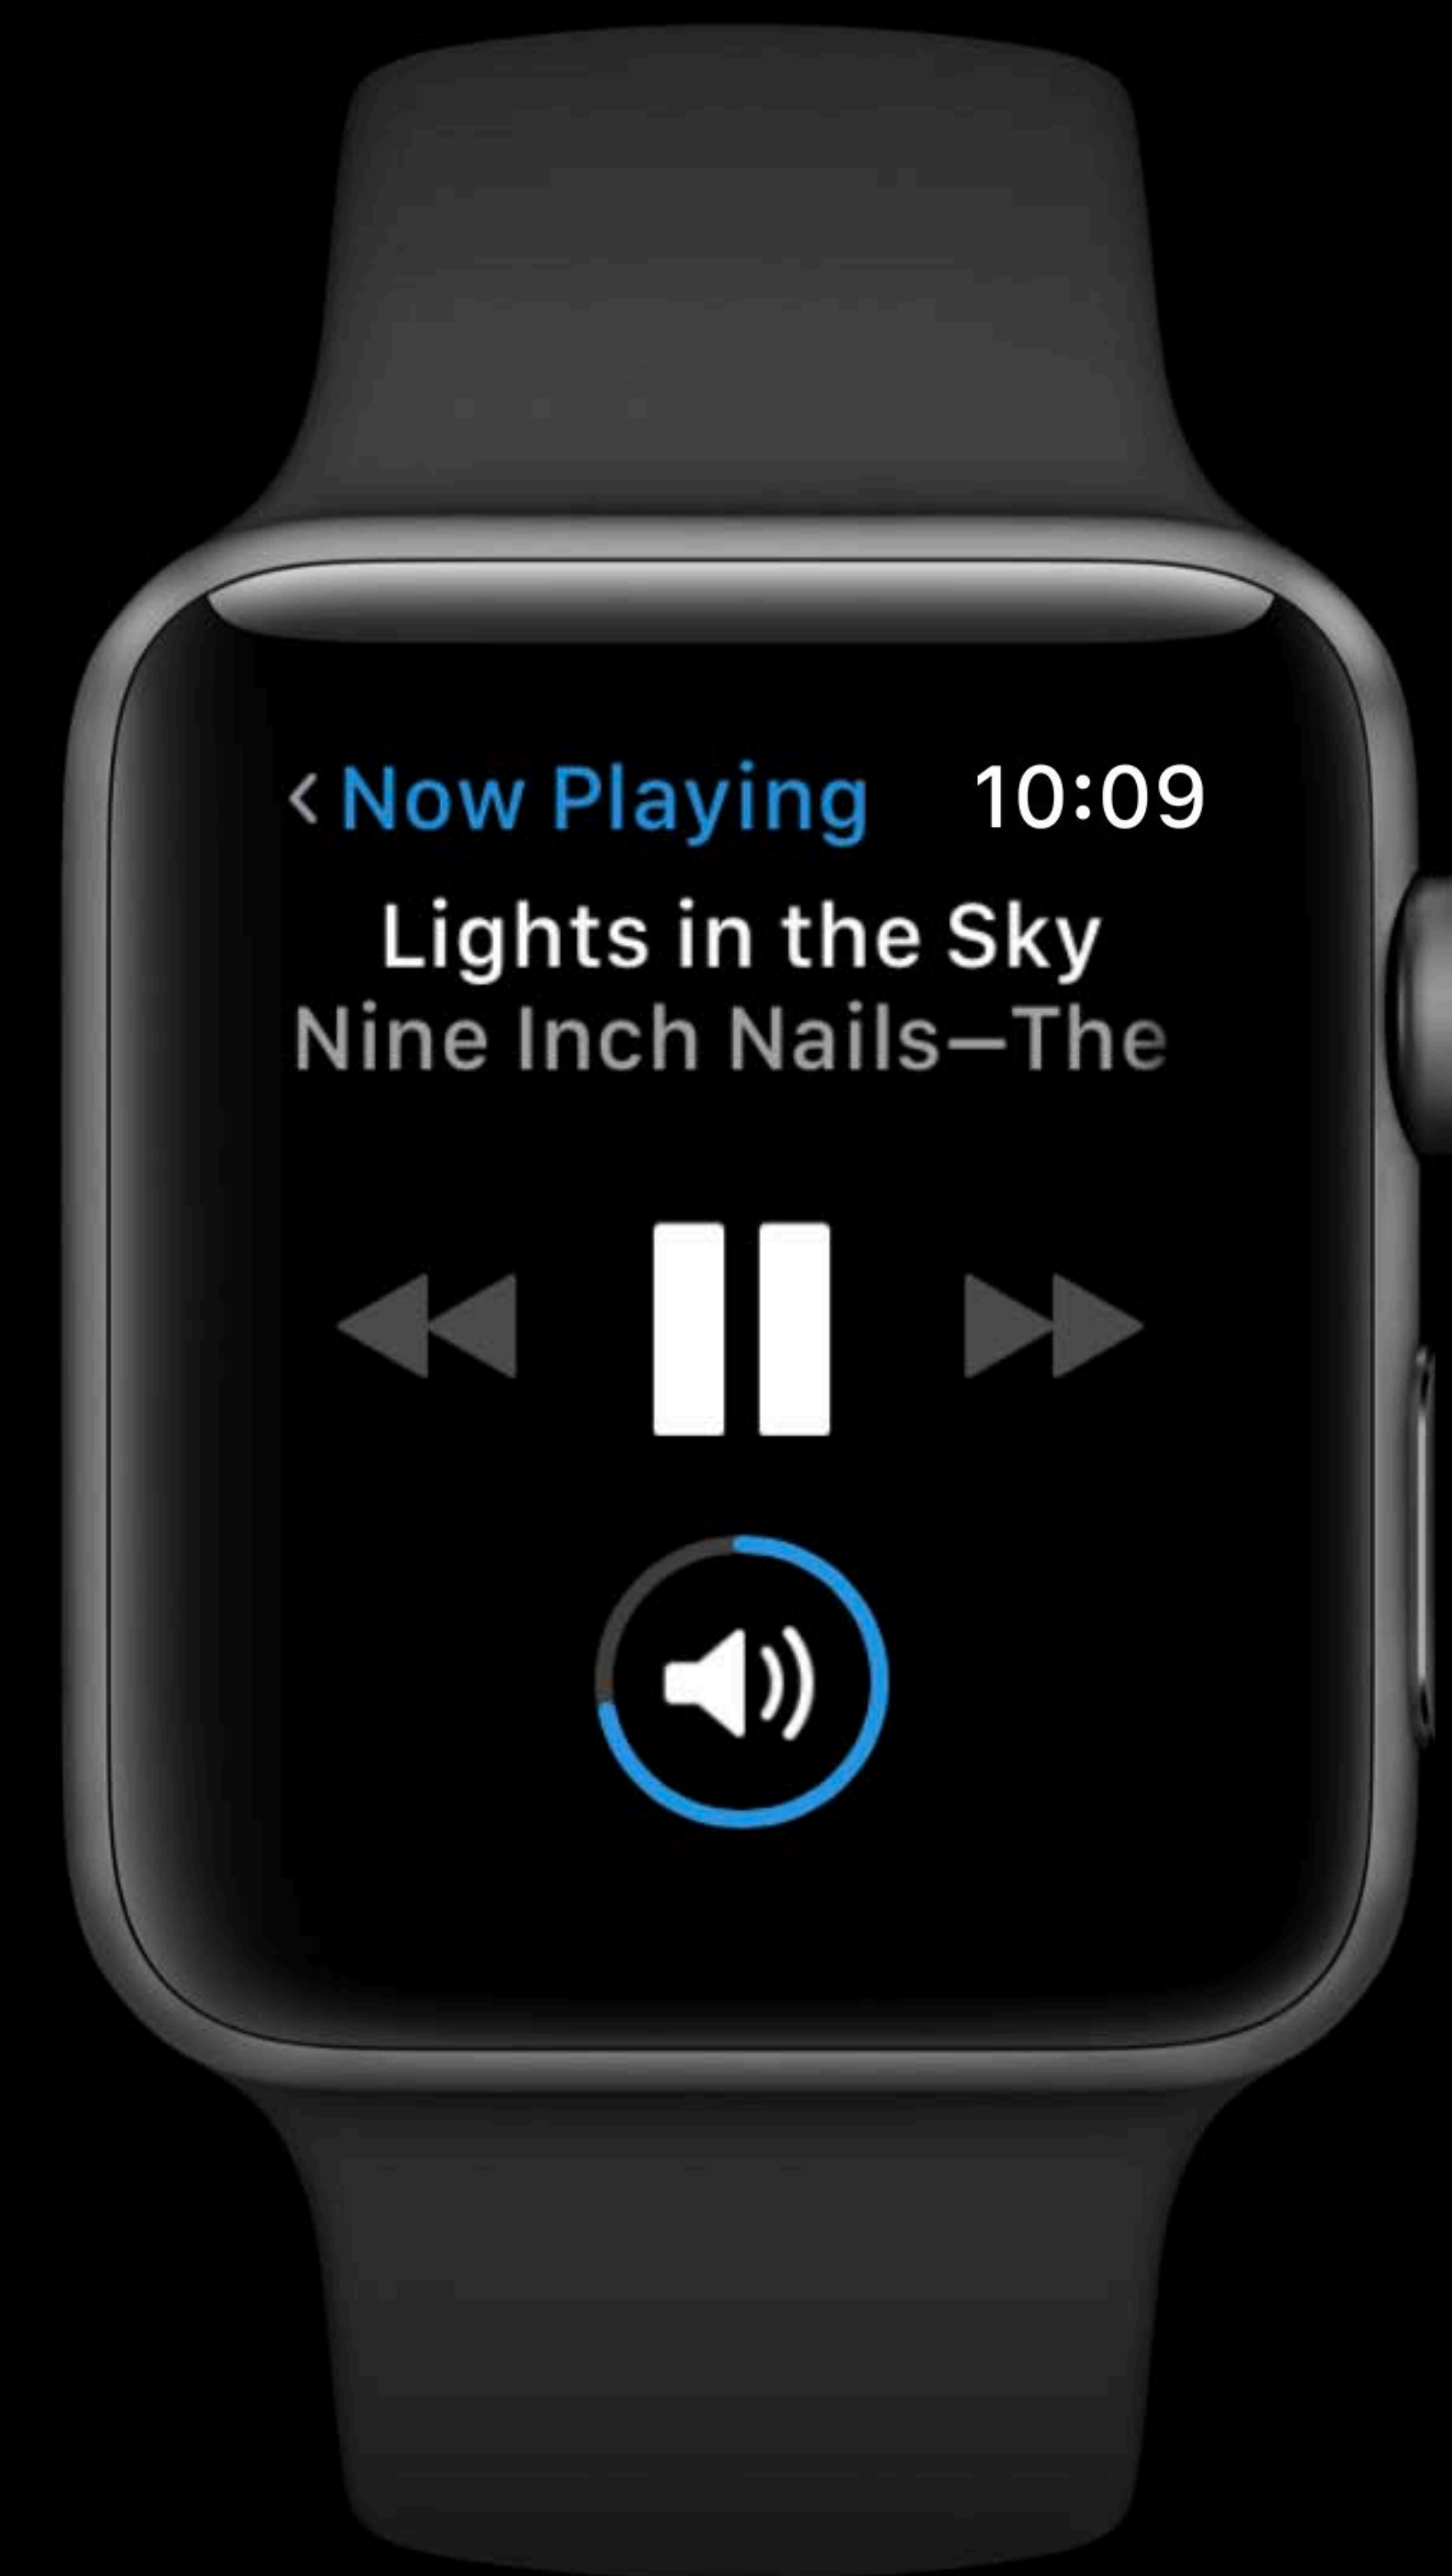 Now Playing 10:09
Lights in the Sky
Nine Inch Nails–The